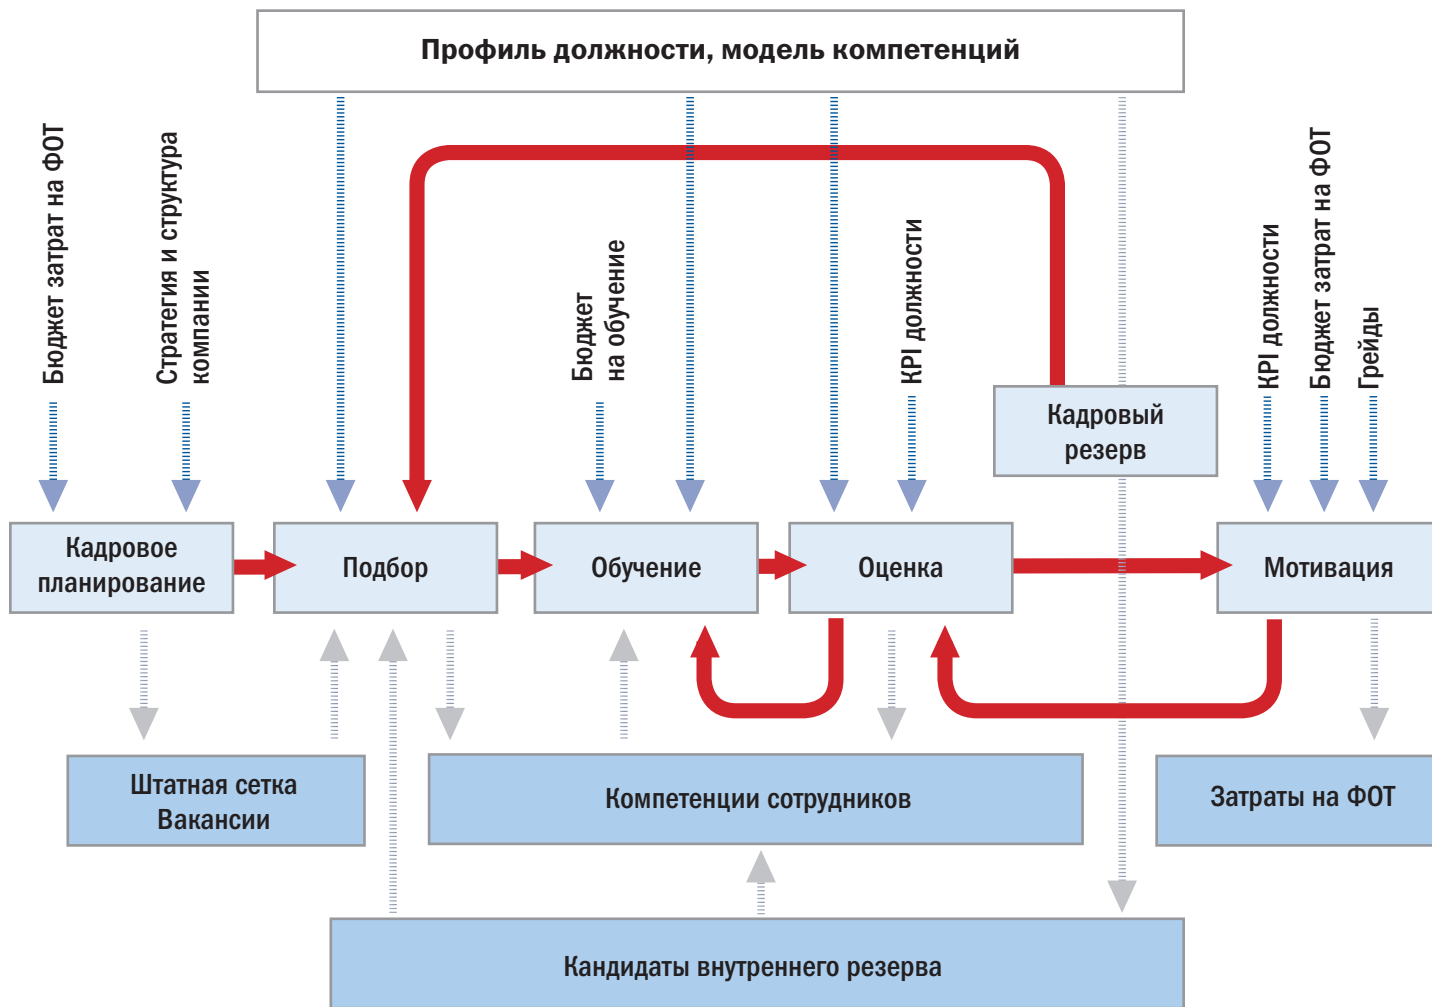 Профиль должности, модель компетенций
Бюджет затрат на ФОТ
Стратегия и структура
компании
Бюджет
на обучение
KPI должности
KPI должности
Бюджет затрат на ФОТ
Грейды
Кадровый
резерв
Кадровое
планирование
Подбор
Обучение
Оценка
Мотивация
Штатная сетка
Вакансии
Компетенции сотрудников
Затраты на ФОТ
Кандидаты внутреннего резерва